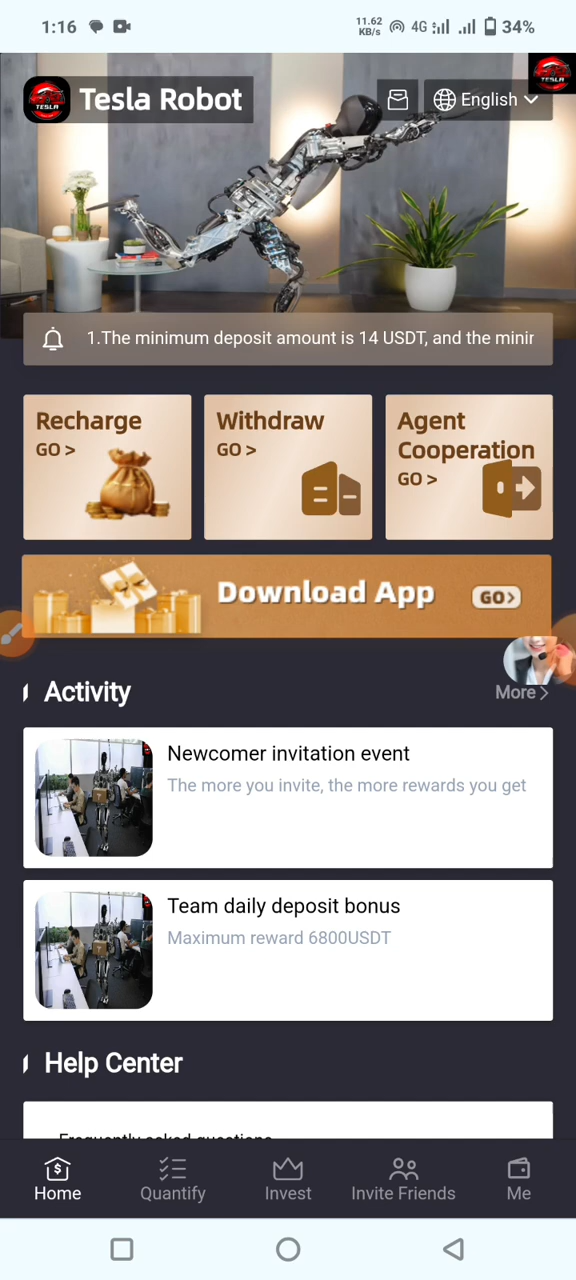 1:16
11.62
KB/s
4G
34%
TESLA
Tesla Robot
English
TESLA
1.The minimum deposit amount is 14 USDT, and the minir
Recharge
GO >
Withdraw
GO >
Agent
Cooperation
GO >
Download App
GO>
Activity
More >
Newcomer invitation event
The more you invite, the more rewards you get
Team daily deposit bonus
Maximum reward 6800USDT
Help Center
Frequently asked questions
Home
Quantify
Invest
Invite Friends
Me